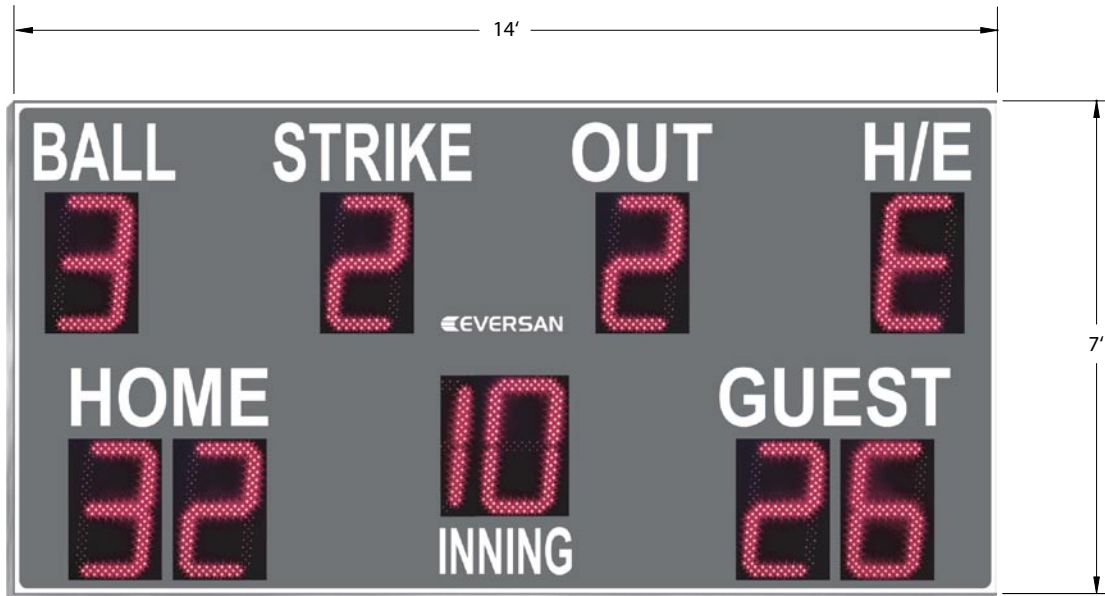 14'
BALL STRIKE OUT H/E
3 2 2 E
EVERSAN
7'
HOME 10 GUEST
32 26
INNING